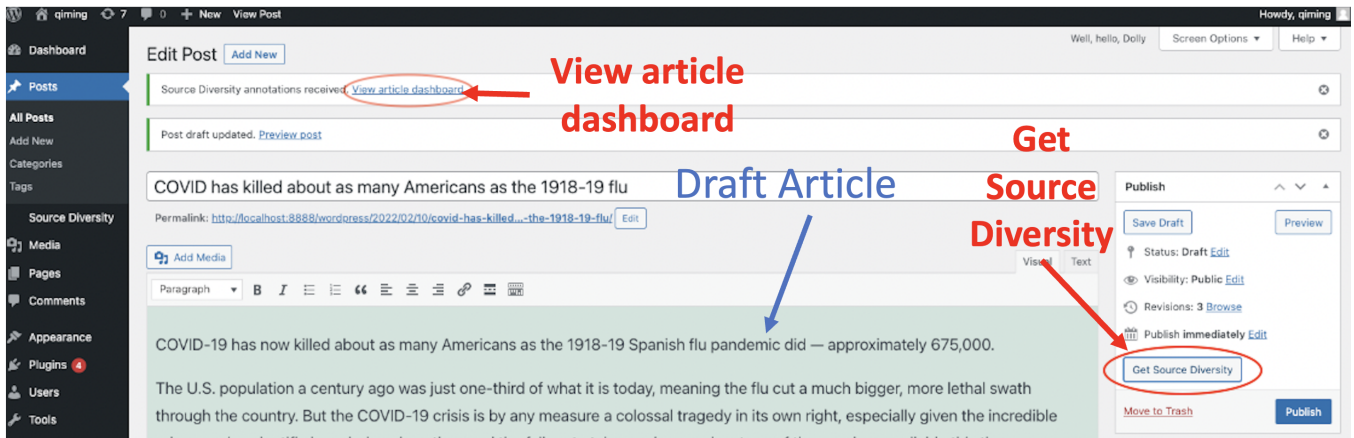 qiming 7 0 + New View Post Howdy, qiming
Dashboard
Posts
All Posts
Add New
Categories
Tags
Source Diversity
Media
Pages
Comments
Appearance
Plugins 4
Users
Tools
Well, hello, Dolly Screen Options ▼ Help ▼
Edit Post Add New
Source Diversity annotations received. View article dashboard
View article
dashboard
Post draft updated. Preview post
Get
Source
Diversity
COVID has killed about as many Americans as the 1918-19 flu
Draft Article
Permalink: http://localhost:8888/wordpress/2022/02/10/covid-has-killed...-the-1918-19-flu/ Edit
Add Media
Visual Text
Paragraph ▼ B I
COVID-19 has now killed about as many Americans as the 1918-19 Spanish flu pandemic did — approximately 675,000.
The U.S. population a century ago was just one-third of what it is today, meaning the flu cut a much bigger, more lethal swath
through the country. But the COVID-19 crisis is by any measure a colossal tragedy in its own right, especially given the incredible
Publish
Save Draft Preview
Status: Draft Edit
Visibility: Public Edit
Revisions: 3 Browse
Publish immediately Edit
Get Source Diversity
Move to Trash Publish